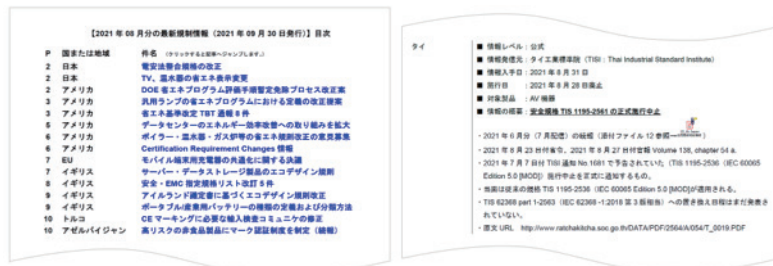 【2021 年 08 月分の最新規制情報（2021 年 09 月 30 日発行）】目次
P 国または地域 件名 （クリックすると記事へジャンプします。）
2 日本 電安法整合規格の改正
2 日本 TV、温水器の省エネ表示変更
2 アメリカ DOE 省エネプログラム評価手順暫定免除プロセス改正案
3 アメリカ 汎用ランプの省エネプログラムにおける定義の改正提案
3 アメリカ 省エネ基準改定 TBT 通報 8 件
5 アメリカ データセンターのエネルギー効率改善への取り組みを拡大
6 アメリカ ボイラー・温水器・ガス炉等の省エネ規則改正の意見募集
6 アメリカ Certification Requirement Changes 情報
7 EU モバイル端末用充電器の共通化に関する決議
7 イギリス サーバー・データストレージ製品のエコデザイン規則
8 イギリス 安全・EMC 指定規格リスト改訂 5 件
9 イギリス アイルランド議定書に基づくエコデザイン規則改正
9 イギリス ポータブル/産業用バッテリーの種類の定義および分類方法
10 トルコ CE マーキングに必要な輸入検査コミュニケの修正
10 アゼルバイジャン 高リスクの非食品製品にマーク認証制度を制定（続報）
タイ
■ 情報レベル：公式
■ 情報発信元：タイ工業標準院（TISI：Thai Industrial Standard Institute）
■ 情報入手日：2021 年 8 月 31 日
■ 施行日 ：2021 年 8 月 28 日廃止
■ 対象製品 ：AV 機器
■ 情報の概要：安全規格 TIS 1195-2561 の正式施行中止
・2021 年 6 月分（7 月配信）の続報（添付ファイル 12 参照
・2021 年 8 月 23 日付省令、2021 年 8 月 27 日付官報 Volume 138, chapter 54 a.
・2021 年 7 月 7 日付 TISI 通知 No 1681 で予告されていた（TIS 1195-2536（IEC 60065
Edition 5.0 [MOD]）施行中止を正式に通知するもの。
・当面は従来の規格 TIS 1195-2536（IEC 60065 Edition 5.0 [MOD]が適用される。
・TIS 62368 part 1-2563（IEC 62368 -1:2018 第 3 版相当）への置き換え日程はまだ発表さ
れていない。
・原文 URL http://www.ratchakitcha.soc.go.th/DATA/PDF/2564/A/054/T_0019.PDF